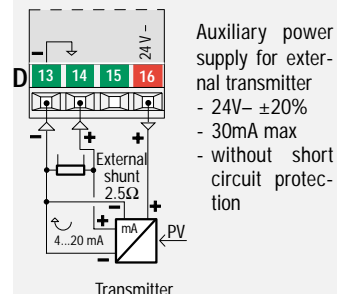 24 V –
–
D 13 14 15 16
– + +
External
shunt
2.5Ω
–
+
+
mA
PV
4...20 mA
–
Transmitter
Auxiliary power
supply for exter-
nal transmitter
- 24V– ±20%
- 30mA max
- without short
circuit protec-
tion